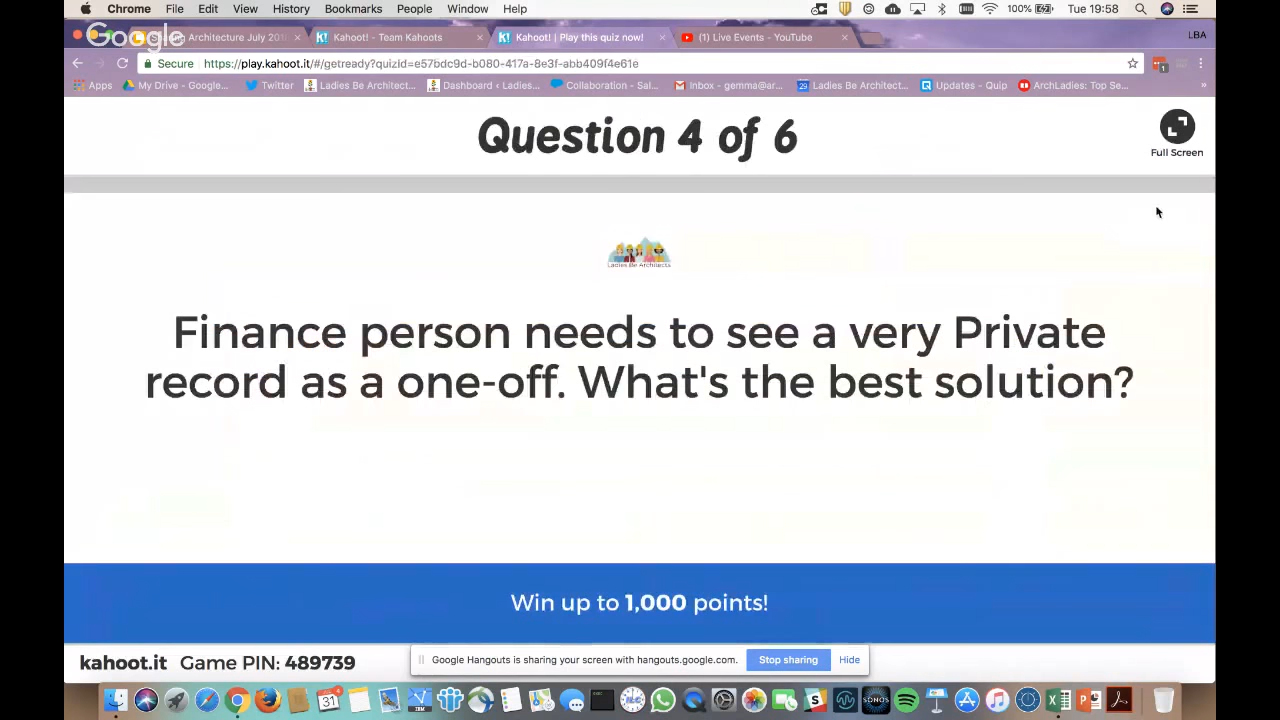 Chrome File Edit View History Bookmarks People Window Help 100% Tue 19:58
Google
Architecture July 201 Kahoot! - Team Kahoots Kahoot! | Play this quiz now! (1) Live Events - YouTube LBA
Secure https://play.kahoot.it/#/getready?quizid=e57bdc9d-b080-417a-8e3f-abb409f4e61e
Apps My Drive - Google... Twitter Ladies Be Architect... Dashboard ‹ Ladies... Collaboration - Sal... Inbox - gemma@ar... Ladies Be Architect... Updates - Quip ArchLadies: Top Se... »
Question 4 of 6
Full Screen
Ladies Be Architects
Finance person needs to see a very Private
record as a one-off. What's the best solution?
Win up to 1,000 points!
kahoot.it Game PIN: 489739
Google Hangouts is sharing your screen with hangouts.google.com. Stop sharing Hide